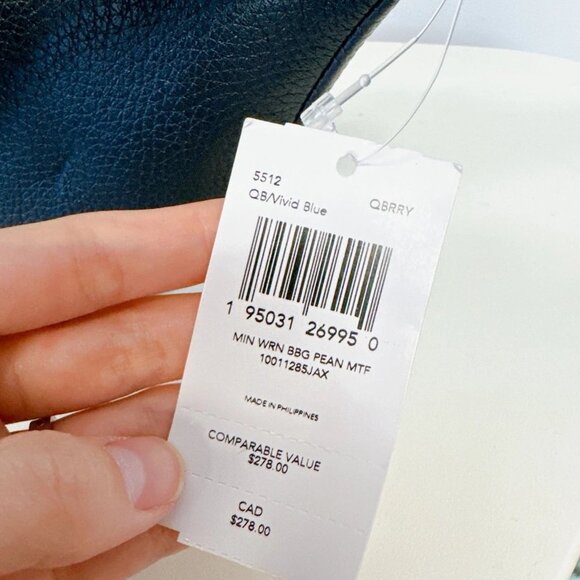 5512
QB/Vivid Blue QBRRY
1 95031 26995 0
MIN WRN BBG PEAN MTF
10011285JAX
MADE IN PHILIPPINES
COMPARABLE VALUE
$278.00
CAD
$278.00